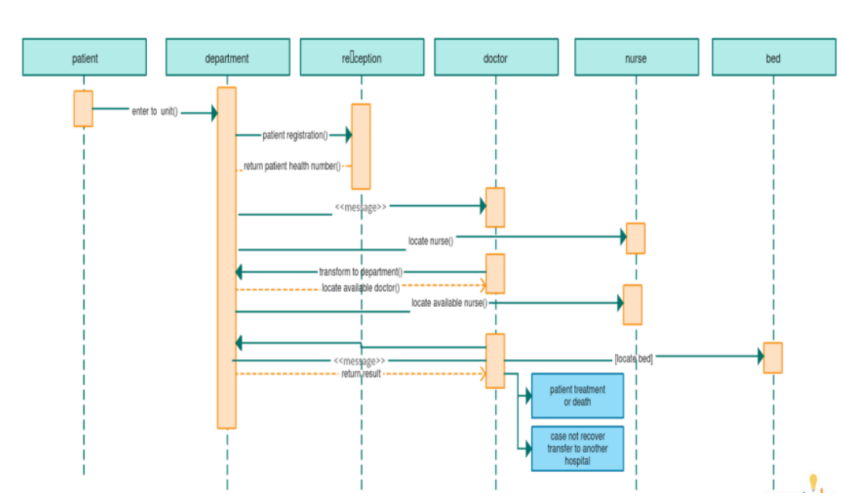 patient
department
re▯ception
doctor
nurse
bed
enter to unit()
patient registration()
return patient health number()
<<message>>
locate nurse()
transform to department()
locate available doctor()
locate available nurse()
<<message>>
[locate bed]
return result
patient treatment
or death
case not recover
transfer to another
hospital